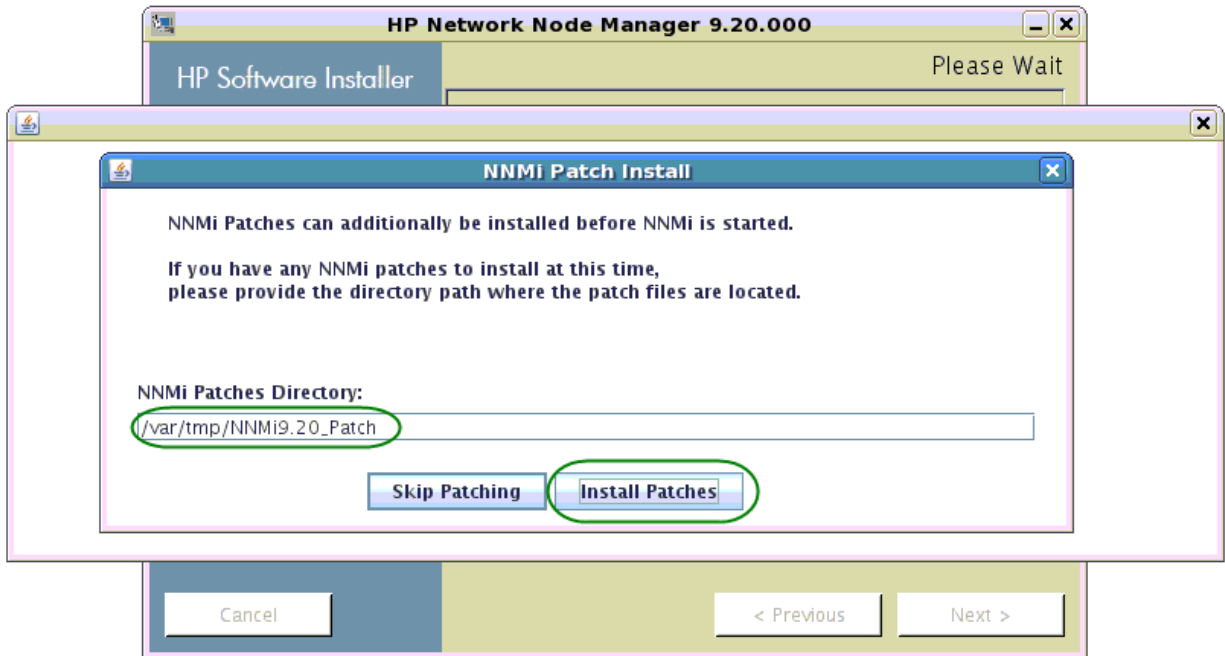 HP Network Node Manager 9.20.000
HP Software Installer
Please Wait
NNMi Patch Install
NNMi Patches can additionally be installed before NNMi is started.
If you have any NNMi patches to install at this time,
please provide the directory path where the patch files are located.
NNMi Patches Directory:
/var/tmp/NNMi9.20_Patch
Skip Patching
Install Patches
Cancel
< Previous
Next >